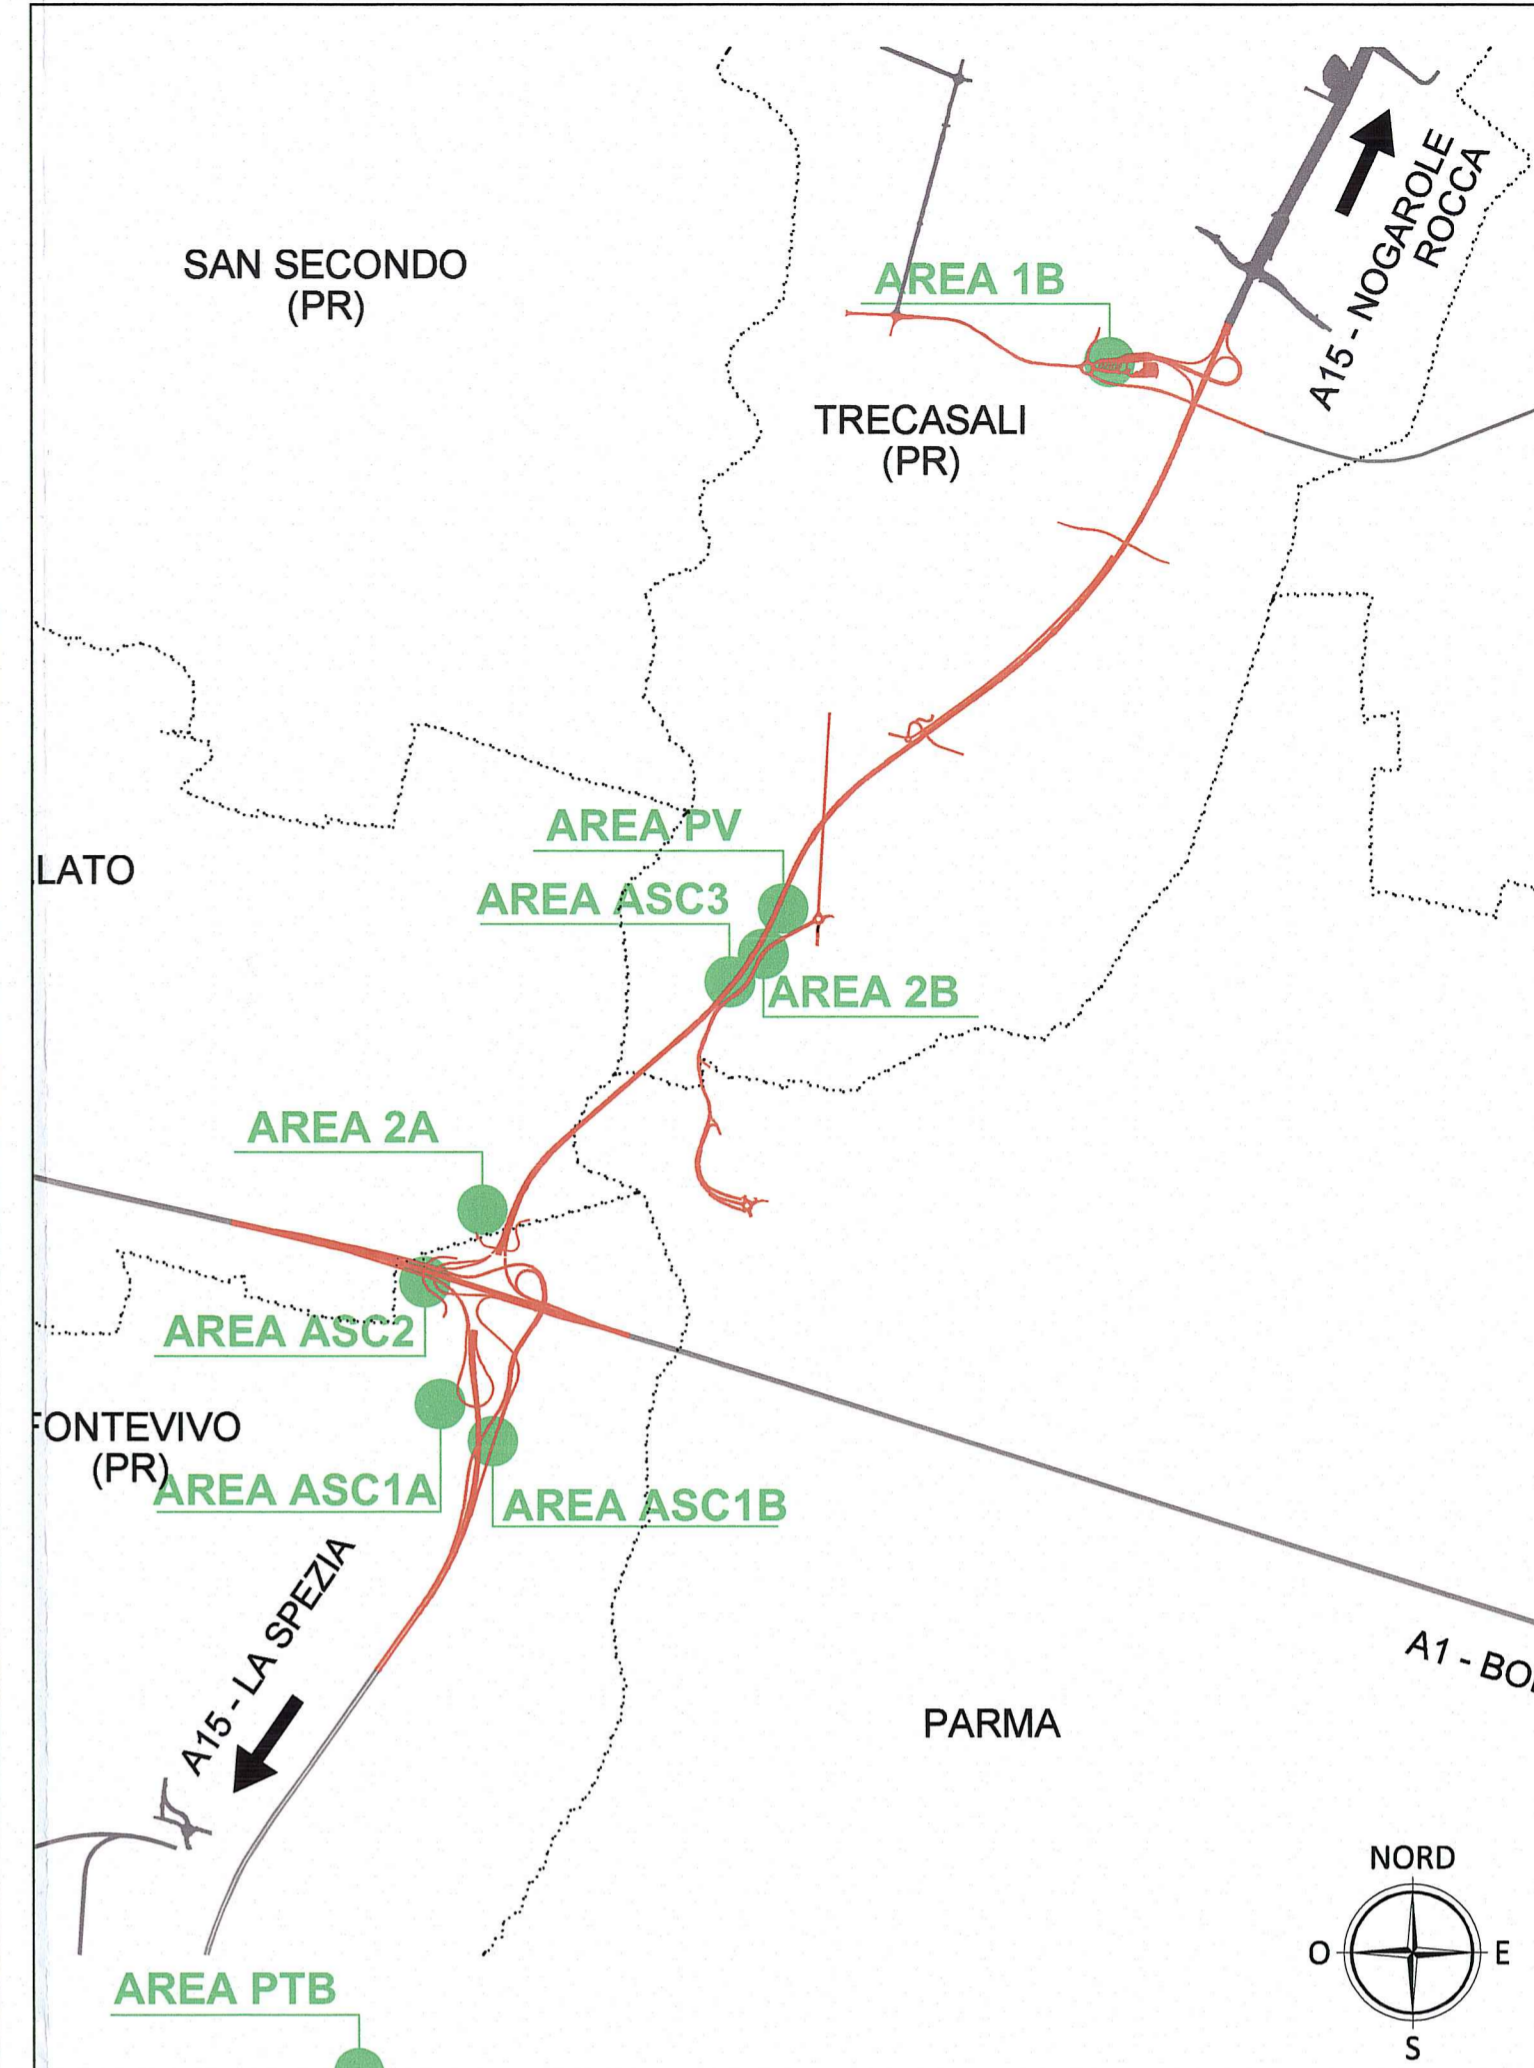 A15 - NOGAROLE
ROCCA
SAN SECONDO
(PR)
AREA 1B
TRECASALI
(PR)
AREA PV
LATO
AREA ASC3
AREA 2B
AREA 2A
AREA ASC2
FONTEVIVO
(PR)
AREA ASC1A
AREA ASC1B
A15 - LA SPEZIA
A1 - BO
PARMA
NORD
O
E
S
AREA PTB